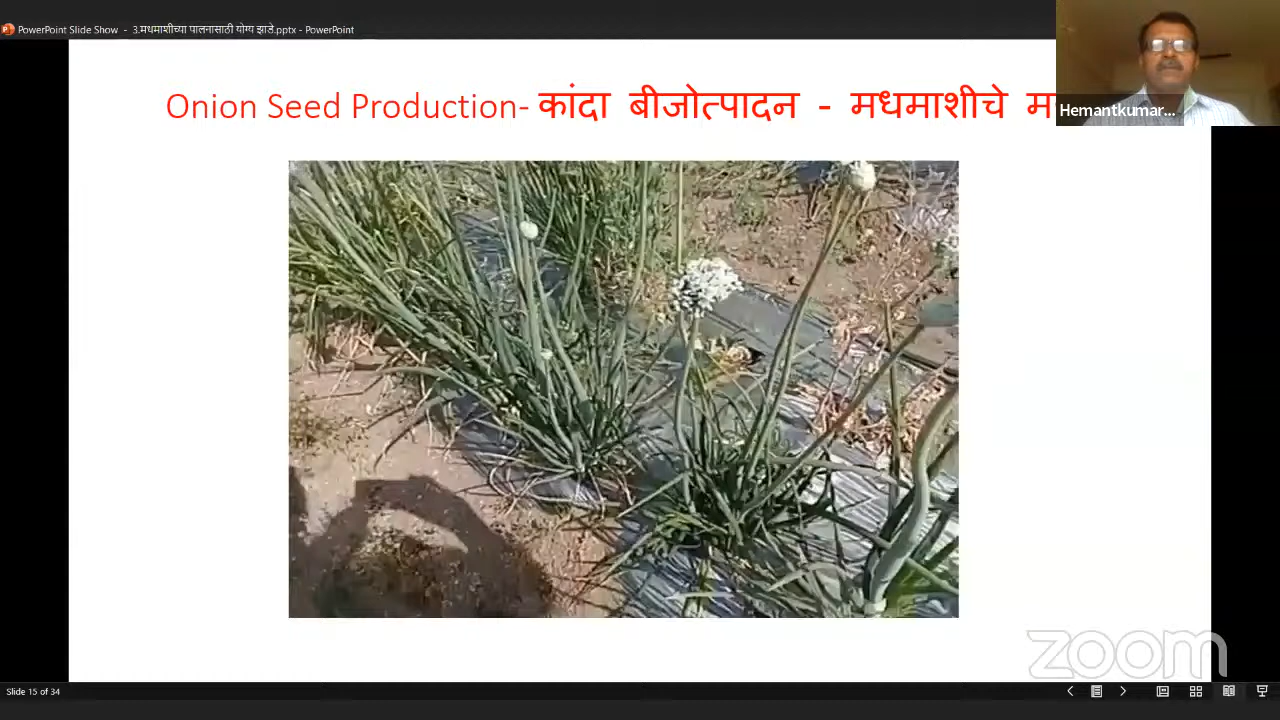 PowerPoint Slide Show - 3.मधमाशीच्या पालनासाठी योग्य झाडे.pptx - PowerPoint
Onion Seed Production- कांदा बीजोत्पादन - मधमाशीचे
Hemantkumar...
zoom
Slide 15 of 34